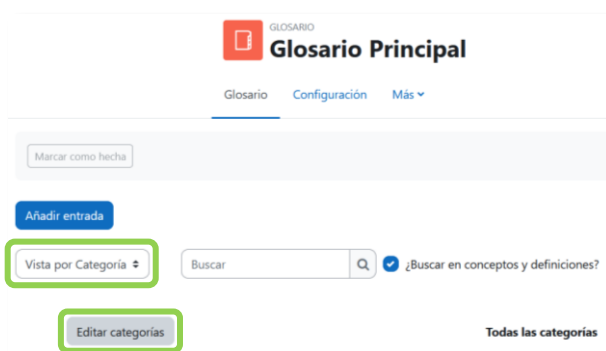 GLOSARIO
Glosario Principal
Glosario Configuración Más
Marcar como hecha
Añadir entrada
Vista por Categoría Buscar ¿Buscar en conceptos y definiciones?
Editar categorías Todas las categorías